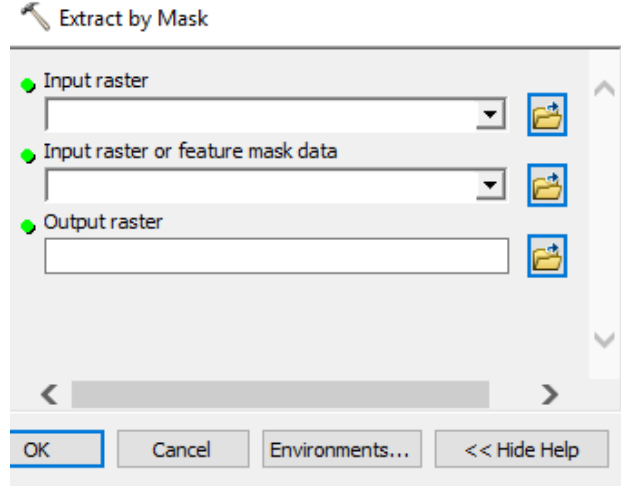 Extract by Mask
Input raster
Input raster or feature mask data
Output raster
OK Cancel Environments... << Hide Help